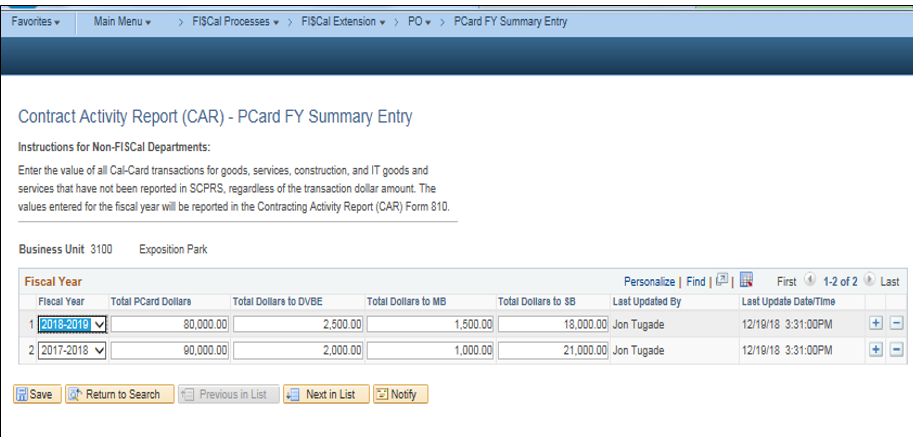 Favorites Main Menu > FI$Cal Processes > FI$Cal Extension > PO > PCard FY Summary Entry
Contract Activity Report (CAR) - PCard FY Summary Entry
Instructions for Non-FI$Cal Departments:
Enter the value of all Cal-Card transactions for goods, services, construction, and IT goods and
services that have not been reported in SCPRS, regardless of the transaction dollar amount. The
values entered for the fiscal year will be reported in the Contracting Activity Report (CAR) Form 810.
Business Unit 3100 Exposition Park
Fiscal Year Personalize | Find | | First 1-2 of 2 Last
Fiscal Year Total PCard Dollars Total Dollars to DVBE Total Dollars to MB Total Dollars to SB Last Updated By Last Update Date/Time
1 2018-2019 80,000.00 2,500.00 1,500.00 18,000.00 Jon Tugade 12/19/18 3:31:00PM + -
2 2017-2018 90,000.00 2,000.00 1,000.00 21,000.00 Jon Tugade 12/19/18 3:31:00PM + -
Save Return to Search Previous in List Next in List Notify